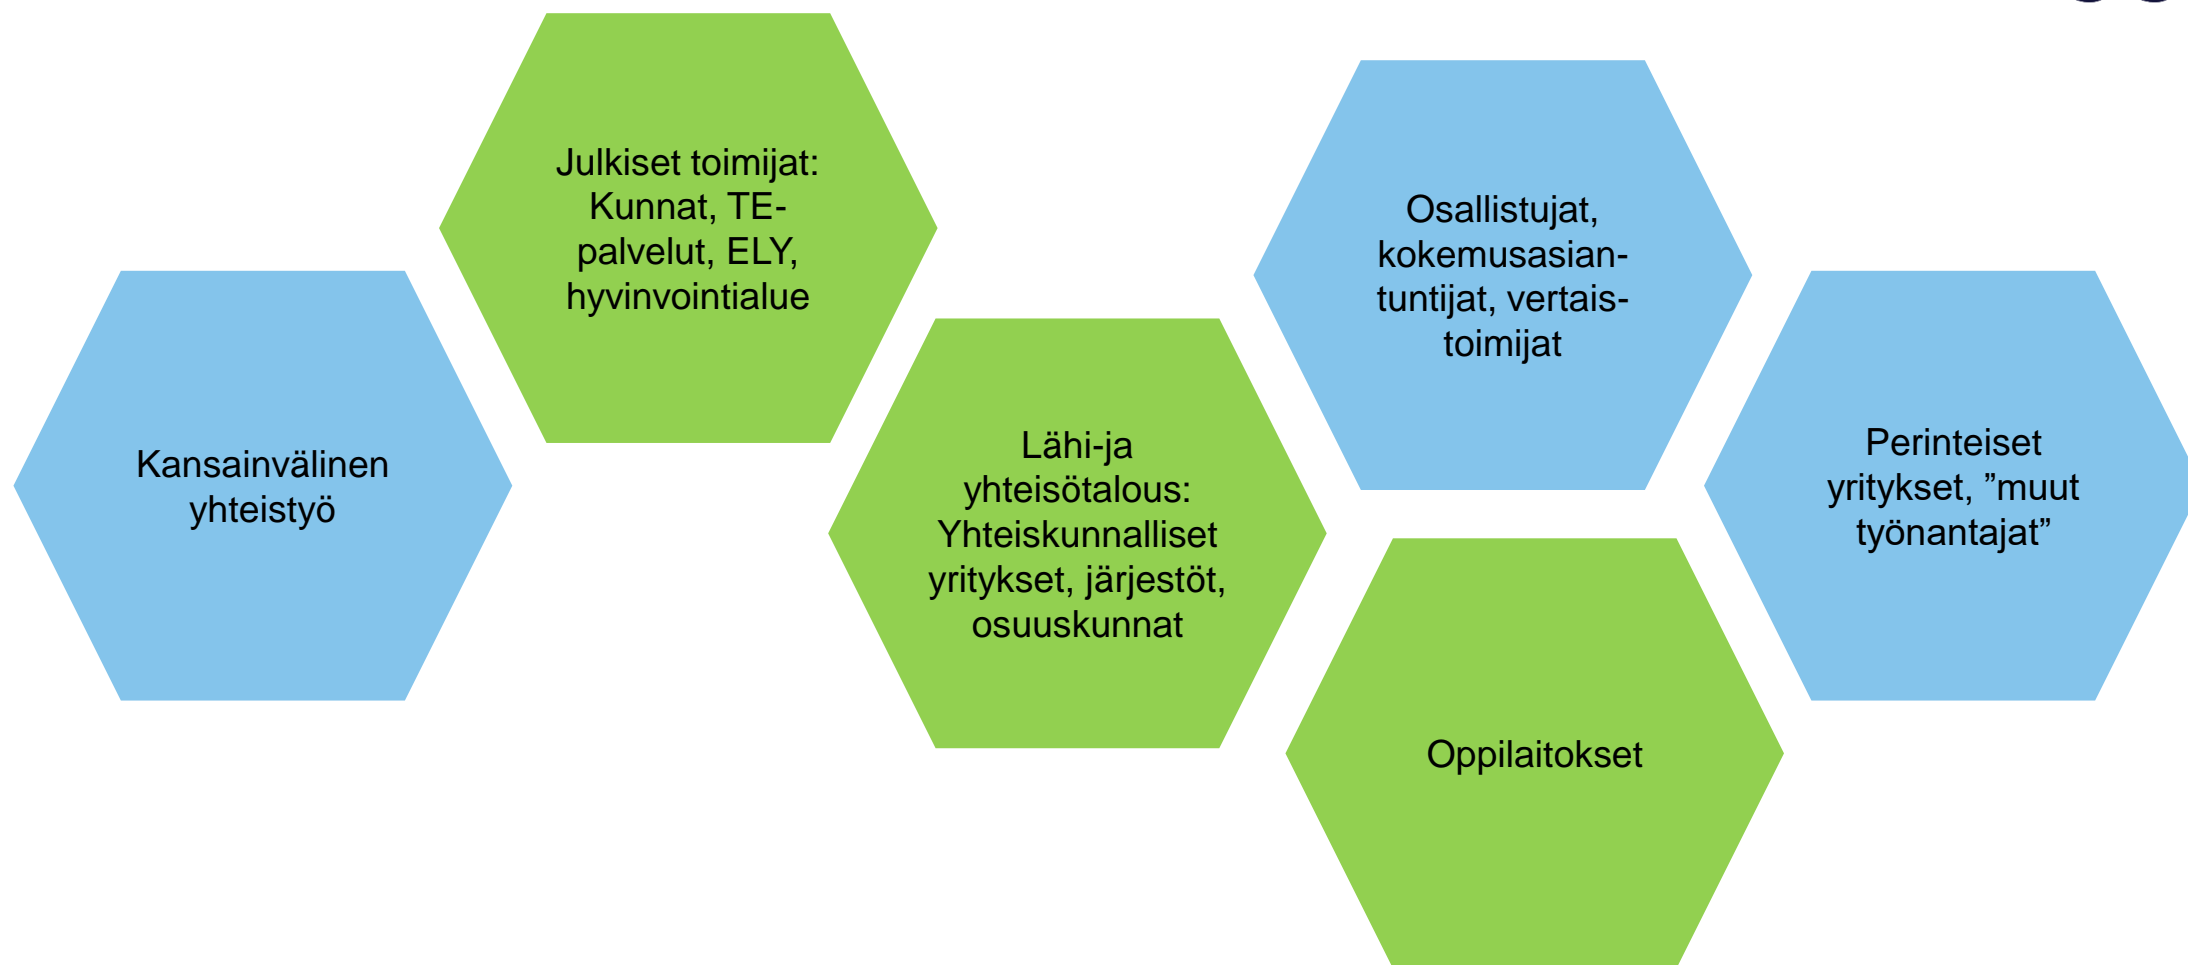 Julkiset toimijat:
Kunnat, TE-
palvelut, ELY,
hyvinvointialue
Osallistujat,
kokemusasian-
tuntijat, vertais-
toimijat
Kansainvälinen
yhteistyö
Lähi-ja
yhteisötalous:
Yhteiskunnalliset
yritykset, järjestöt,
osuuskunnat
Perinteiset
yritykset, ”muut
työnantajat”
Oppilaitokset